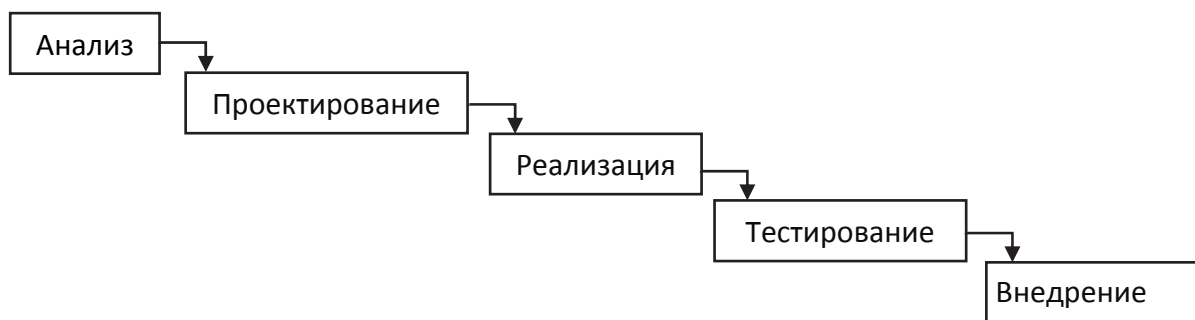 Анализ
Проектирование
Реализация
Тестирование
Внедрение